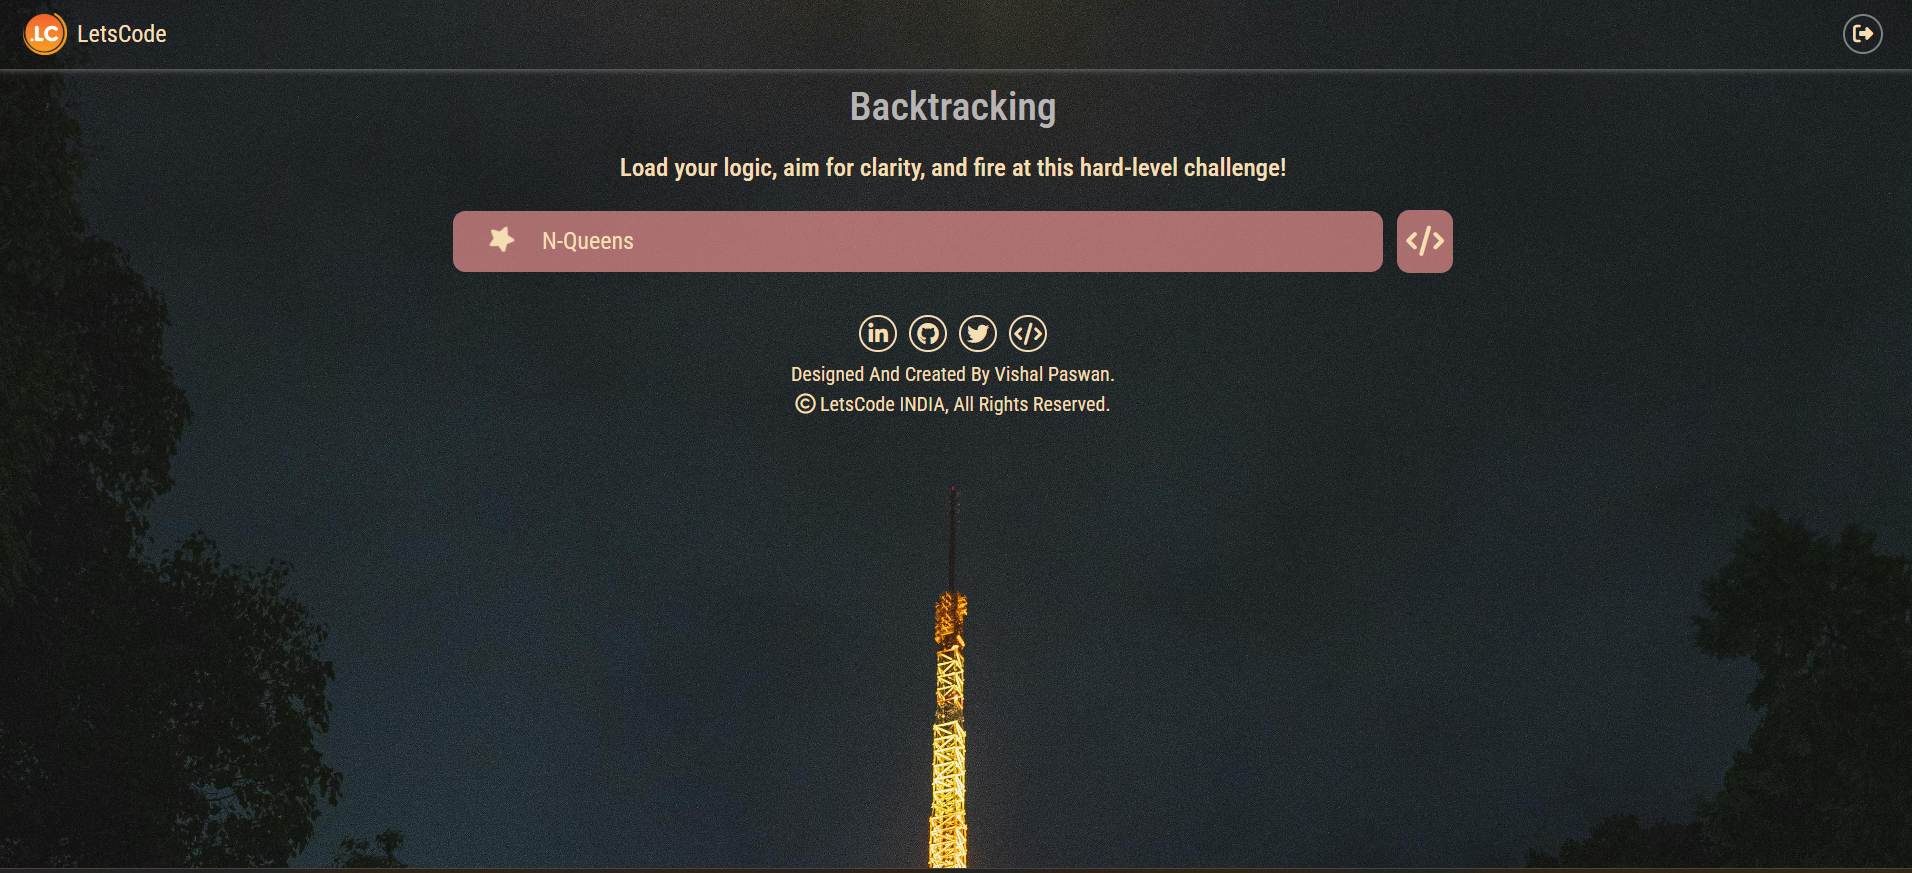 .LC LetsCode
Backtracking
Load your logic, aim for clarity, and fire at this hard-level challenge!
N-Queens
Designed And Created By Vishal Paswan.
© LetsCode INDIA, All Rights Reserved.